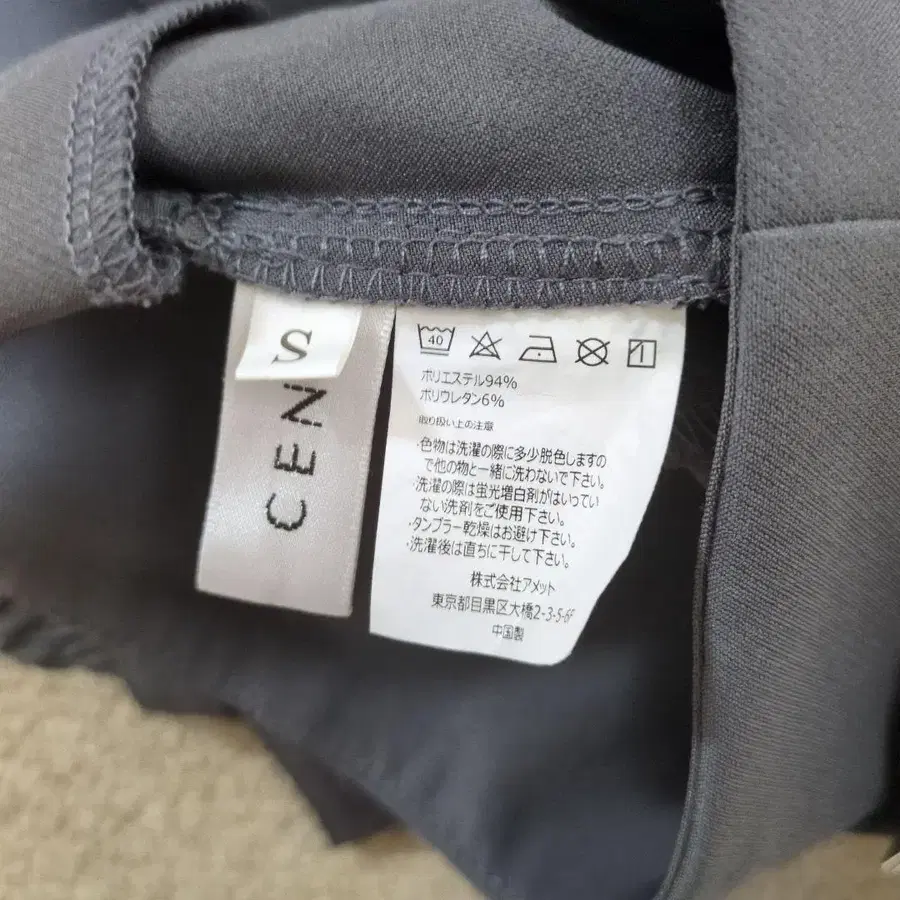 S
CEN
40
ポリエステル94%
ポリウレタン6%
取り扱い上の注意
･色物は洗濯の際に多少脱色しますの
で他の物と一緒に洗わないで下さい。
･洗濯の際は蛍光増白剤がはいってい
ない洗剤をご使用下さい。
･タンブラー乾燥はお避け下さい。
･洗濯後は直ちに干して下さい。
株式会社アメット
東京都目黒区大橋2-3-5-6F
中国製